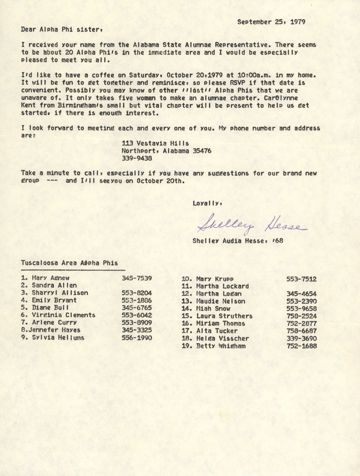 September 25, 1979
Dear Alpha Phi sister,
I received your name from the Alabama State Alumnae Representative. There seems
to be about 20 Alpha Phi's in the immediate area and I would be especially
pleased to meet you all.
I'd like to have a coffee on Saturday, October 20,1979 at 10:00a.m. in my home.
It will be fun to get together and reminisce, so please RSVP if that date is
convenient. Possibly you may know of other "lost" Alpha Phis that we are
unaware of. It only takes five women to make an alumnae chapter. Carolynne
Kent from Birmingham's small but vital chapter will be present to help us get
started, if there is enough interest.
I look forward to meeting each and every one of you. My phone number and address
are:
113 Vestavia Hills
Northport, Alabama 35476
339-9438
Take a minute to call, especially if you have any suggestions for our brand new
group --- and I'll see you on October 20th.
Loyally,
Shelley Hesse
Shelley Audia Hesse, '68
Tuscaloosa Area Alpha Phis
1. Mary Agnew 345-7539
2. Sandra Allen
3. Sharryl Allison 553-8204
4. Emily Bryant 553-1806
5. Diane Bull 345-6765
6. Virginia Clements 553-6042
7. Arlene Curry 553-8909
8.Jennefer Hayes 345-3325
9. Sylvia Hellums 556-1990
10. Mary Krupp 553-7512
11. Martha Lockard
12. Martha Logan 345-4654
13. Maudie Nelson 553-2390
14. Miah Snow 553-9658
15. Laura Struthers 758-2524
16. Miriam Thomas 752-2877
17. Alta Tucker 758-6687
18. Helga Visscher 339-3690
19. Betty Whigham 752-1688